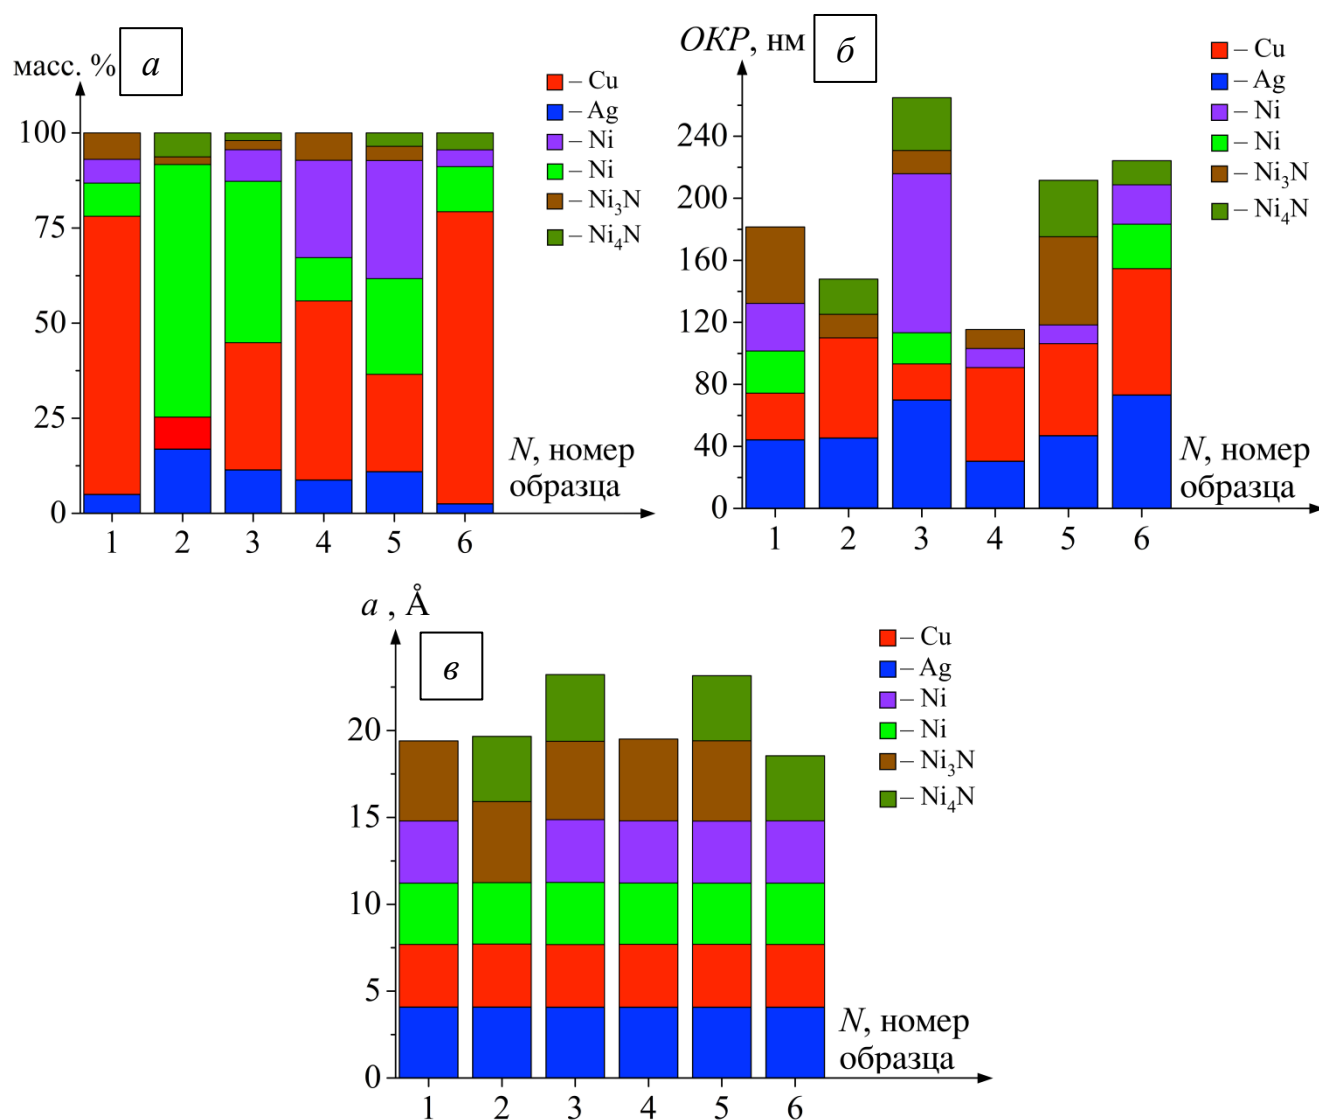 масс. %
а
– Cu
– Ag
– Ni
– Ni
– Ni₃N
– Ni₄N
100
75
50
25
0
1 2 3 4 5 6
N, номер
образца
ОКР, нм
б
– Cu
– Ag
– Ni
– Ni
– Ni₃N
– Ni₄N
240
200
160
120
80
40
0
1 2 3 4 5 6
N, номер
образца
a , Å
в
– Cu
– Ag
– Ni
– Ni
– Ni₃N
– Ni₄N
20
15
10
5
0
1 2 3 4 5 6
N, номер
образца